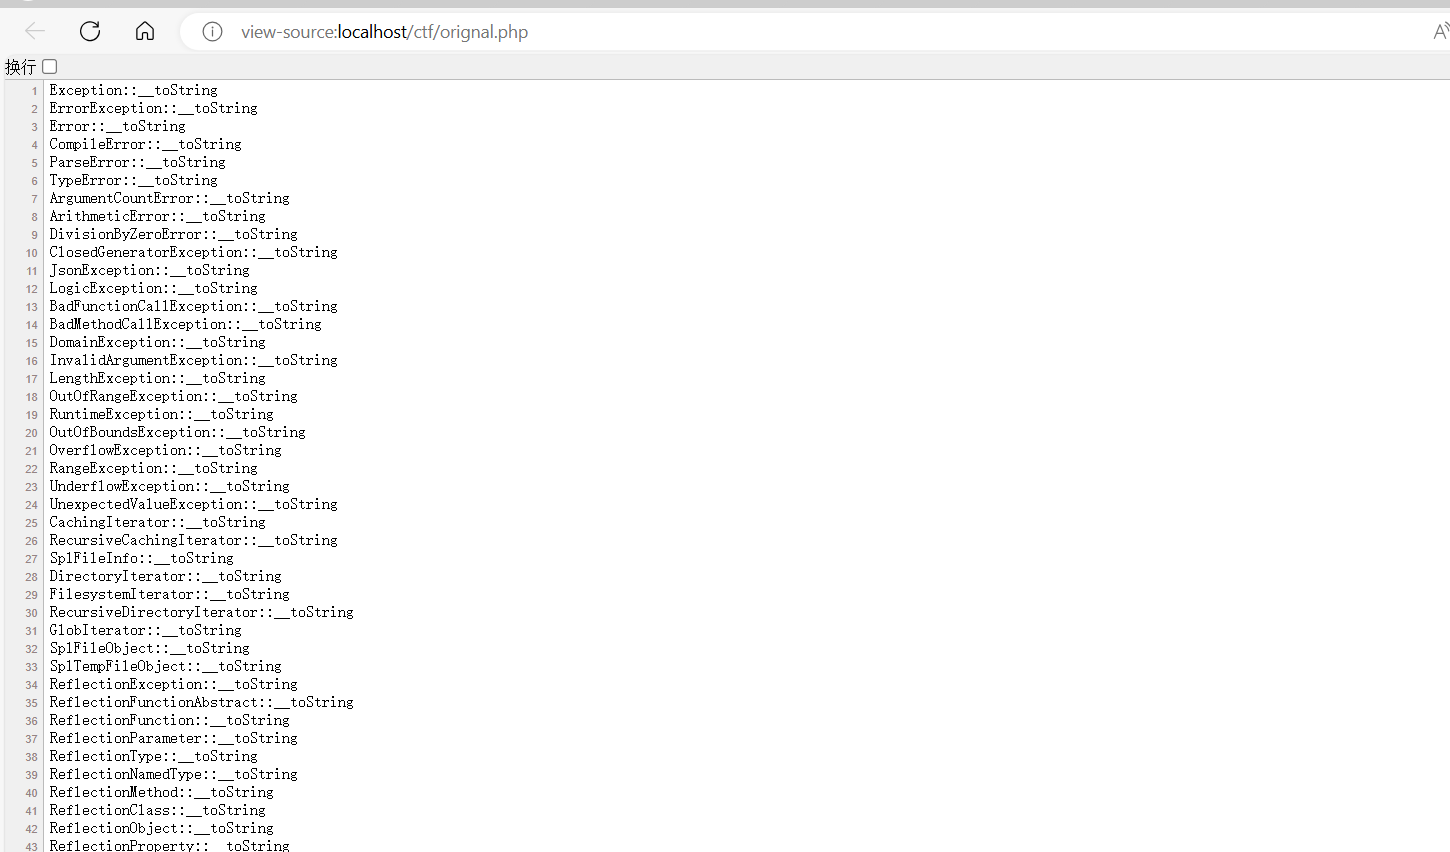 view-source:localhost/ctf/orignal.php
换行
1 Exception::__toString
2 ErrorException::__toString
3 Error::__toString
4 CompileError::__toString
5 ParseError::__toString
6 TypeError::__toString
7 ArgumentCountError::__toString
8 ArithmeticError::__toString
9 DivisionByZeroError::__toString
10 ClosedGeneratorException::__toString
11 JsonException::__toString
12 LogicException::__toString
13 BadFunctionCallException::__toString
14 BadMethodCallException::__toString
15 DomainException::__toString
16 InvalidArgumentException::__toString
17 LengthException::__toString
18 OutOfRangeException::__toString
19 RuntimeException::__toString
20 OutOfBoundsException::__toString
21 OverflowException::__toString
22 RangeException::__toString
23 UnderflowException::__toString
24 UnexpectedValueException::__toString
25 CachingIterator::__toString
26 RecursiveCachingIterator::__toString
27 SplFileInfo::__toString
28 DirectoryIterator::__toString
29 FilesystemIterator::__toString
30 RecursiveDirectoryIterator::__toString
31 GlobIterator::__toString
32 SplFileObject::__toString
33 SplTempFileObject::__toString
34 ReflectionException::__toString
35 ReflectionFunctionAbstract::__toString
36 ReflectionFunction::__toString
37 ReflectionParameter::__toString
38 ReflectionType::__toString
39 ReflectionNamedType::__toString
40 ReflectionMethod::__toString
41 ReflectionClass::__toString
42 ReflectionObject::__toString
43 ReflectionProperty::__toString